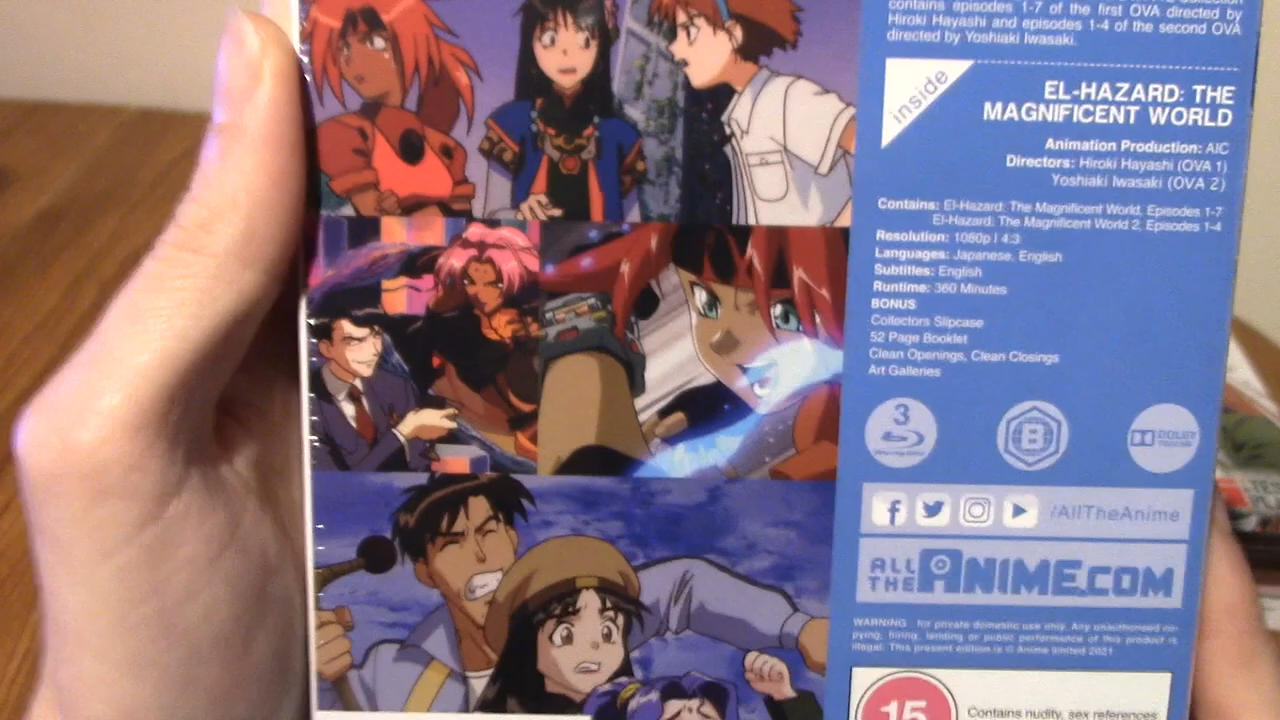 contains episodes 1-7 of the first OVA directed by
Hiroki Hayashi and episodes 1-4 of the second OVA
directed by Yoshiaki Iwasaki.
inside
EL-HAZARD: THE
MAGNIFICENT WORLD
Animation Production: AIC
Directors: Hiroki Hayashi (OVA 1)
Yoshiaki Iwasaki (OVA 2)
Contains: El-Hazard: The Magnificent World, Episodes 1-7
El-Hazard: The Magnificent World 2, Episodes 1-4
Resolution: 1080p | 4:3
Languages: Japanese, English
Subtitles: English
Runtime: 360 Minutes
BONUS
Collectors Slipcase
52 Page Booklet
Clean Openings, Clean Closings
Art Galleries
3
B
DOLBY
/AllTheAnime
ALL THE ANIME.COM
WARNING for private domestic use only. Any unauthorised co-
pying, hiring, lending or public performance of this product is
illegal. This present edition is © Anime limited 2021
15
Contains nudity, sex references,